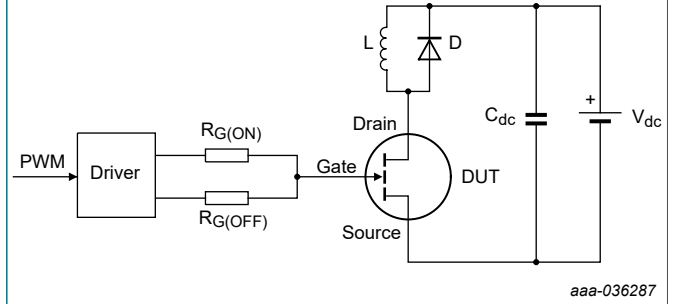 L
D
Drain
C dc
+
V dc
R G(ON)
PWM
Driver
Gate
DUT
R G(OFF)
Source
aaa-036287